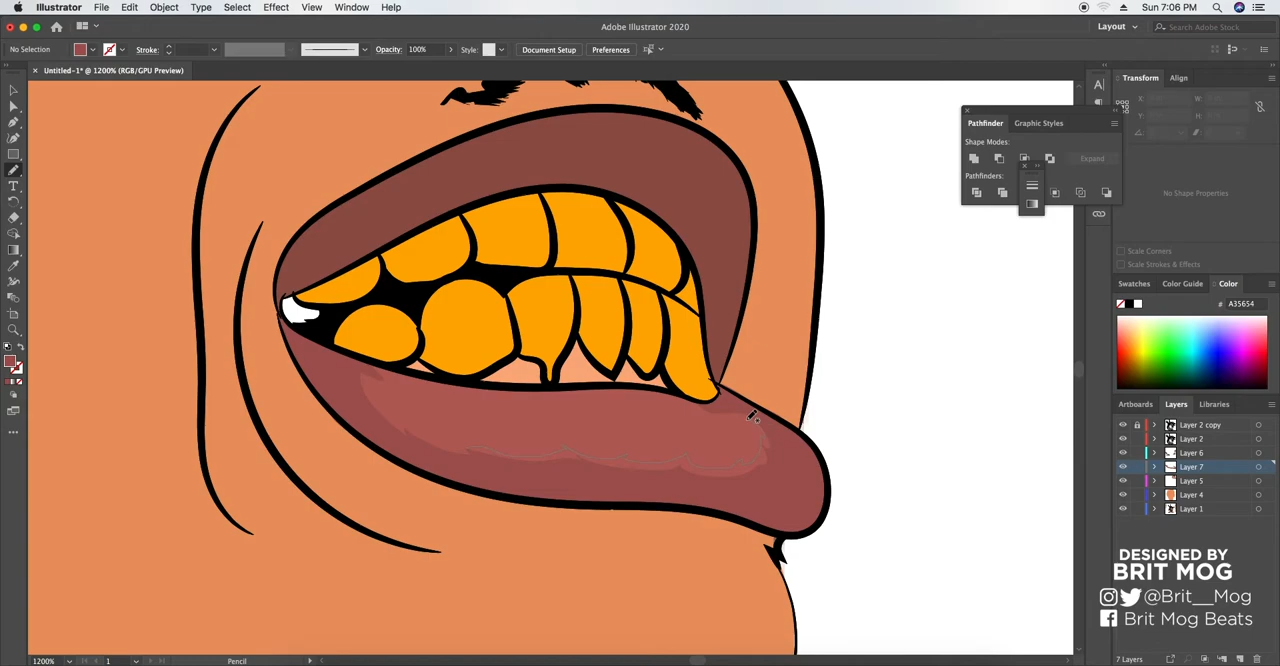 Illustrator File Edit Object Type Select Effect View Window Help Sun 7:06 PM
Adobe Illustrator 2020 Layout Search Adobe Stock
No Selection Stroke: Opacity: 100% Style: Document Setup Preferences Transform Align
Untitled-1* @ 1200% (RGB/GPU Preview)
X: W:
Y: H:
Pathfinder Graphic Styles
Shape Modes:
Expand
Pathfinders:
No Shape Properties
Scale Corners
Scale Strokes & Effects
Swatches Color Guide Color
# A35654
Artboards Layers Libraries
Layer 2 copy
Layer 2
Layer 6
Layer 7
Layer 5
Layer 4
Layer 1
DESIGNED BY
BRIT MOG
@Brit__Mog
Brit Mog Beats
1200% 1 Pencil 7 Layers